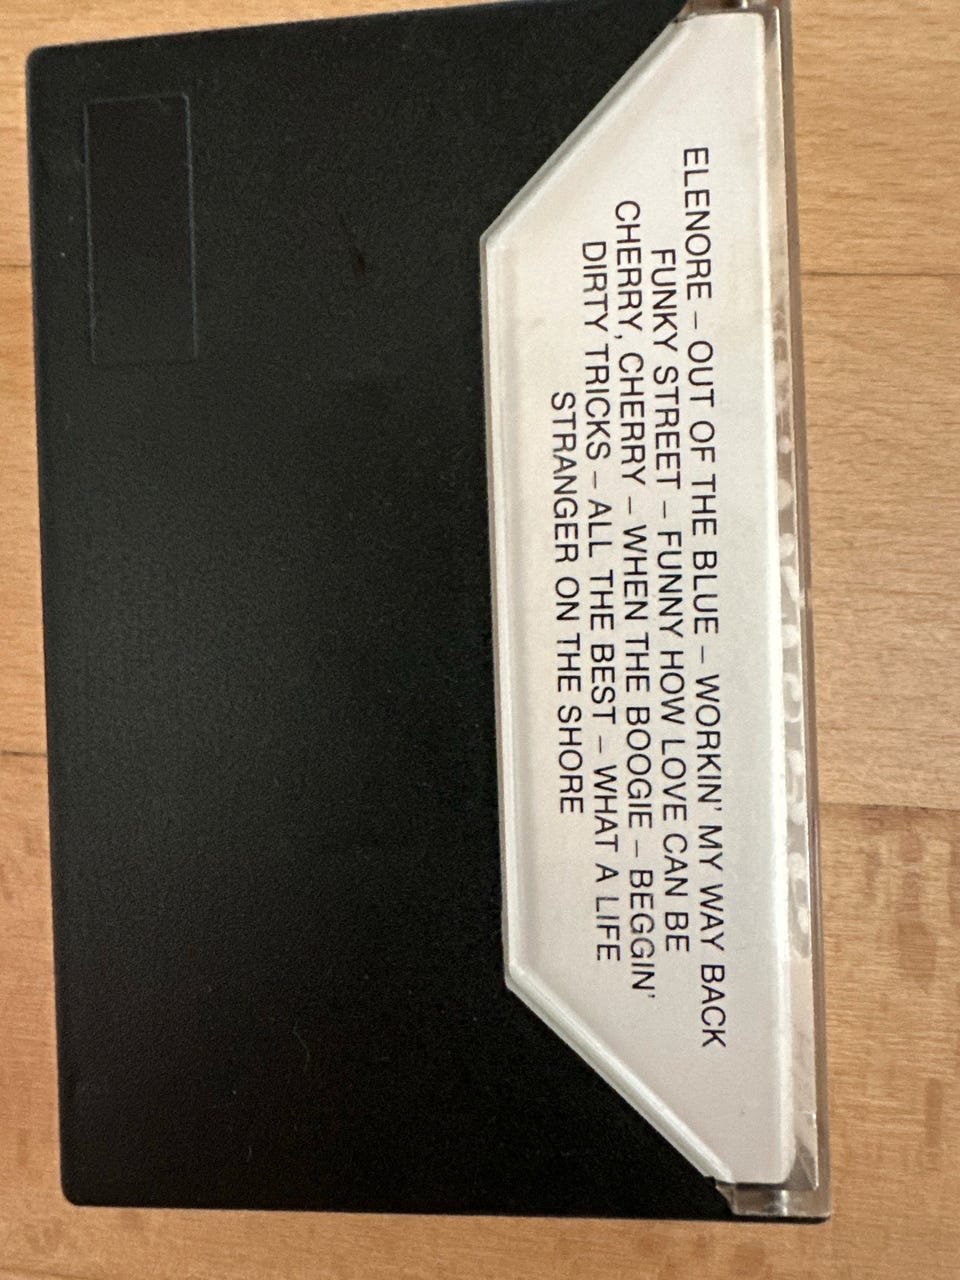 ELENORE – OUT OF THE BLUE – WORKIN' MY WAY BACK
FUNKY STREET – FUNNY HOW LOVE CAN BE
CHERRY, CHERRY – WHEN THE BOOGIE – BEGGIN'
DIRTY TRICKS – ALL THE BEST – WHAT A LIFE
STRANGER ON THE SHORE